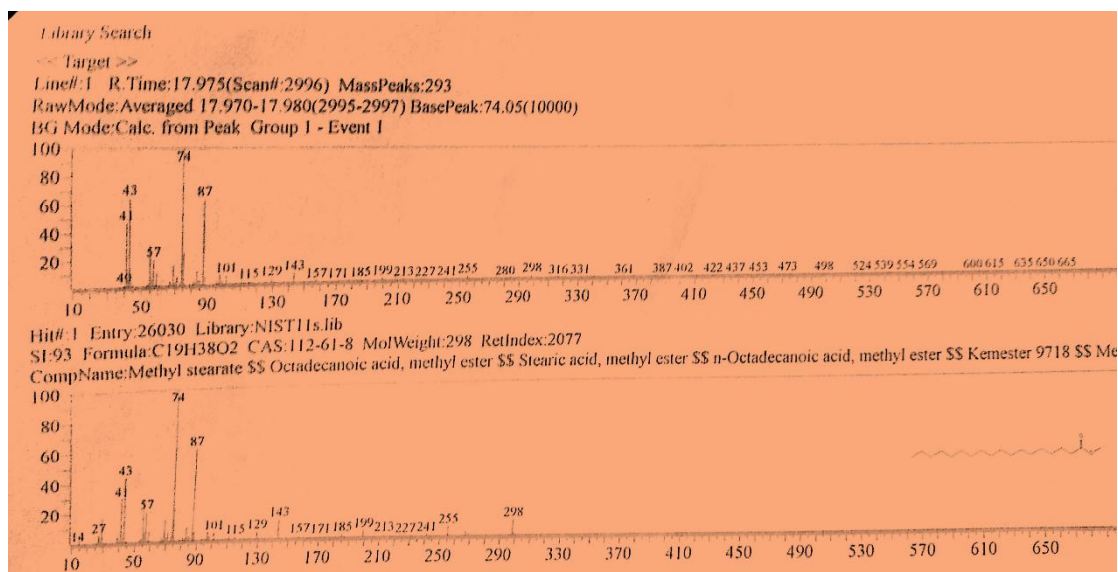 Library Search
<< Target >>
Line#:1 R.Time:17.975(Scan#:2996) MassPeaks:293
RawMode:Averaged 17.970-17.980(2995-2997) BasePeak:74.05(10000)
BG Mode:Calc. from Peak Group 1 - Event 1
100
74
80
43 87
60
41
40
57
20
40 101 115 129 143 157 171 185 199 213 227 241 255 280 298 316 331 361 387 402 422 437 453 473 498 524 539 554 569 600 615 635 650 665
10 50 90 130 170 210 250 290 330 370 410 450 490 530 570 610 650
Hit#:1 Entry:26030 Library:NIST11s.lib
SI:93 Formula:C19H38O2 CAS:112-61-8 MolWeight:298 RetIndex:2077
CompName:Methyl stearate $$ Octadecanoic acid, methyl ester $$ Stearic acid, methyl ester $$ n-Octadecanoic acid, methyl ester $$ Kemester 9718 $$ Me
100
74
80
87
60
43
40
41
57
20
14 27 101 115 129 143 157 171 185 199 213 227 241 255 298
10 50 90 130 170 210 250 290 330 370 410 450 490 530 570 610 650